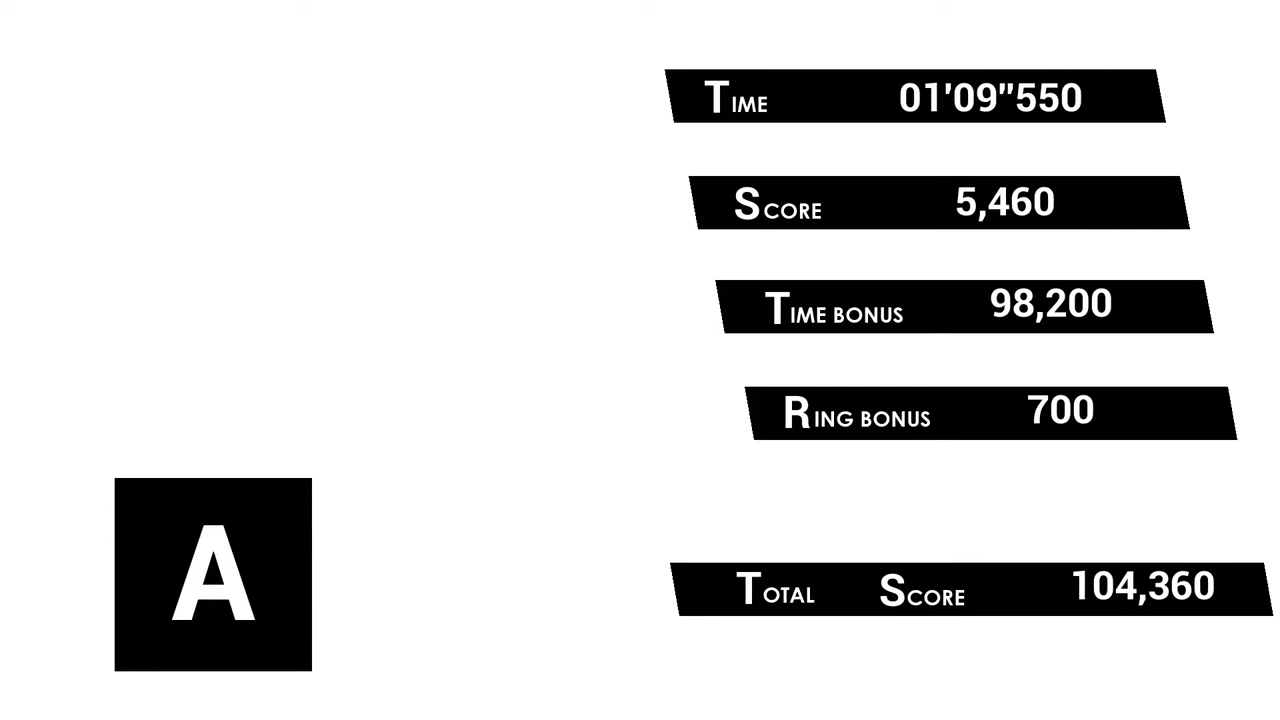 TIME 01'09"550
SCORE 5,460
TIME BONUS 98,200
RING BONUS 700
A
TOTAL SCORE 104,360